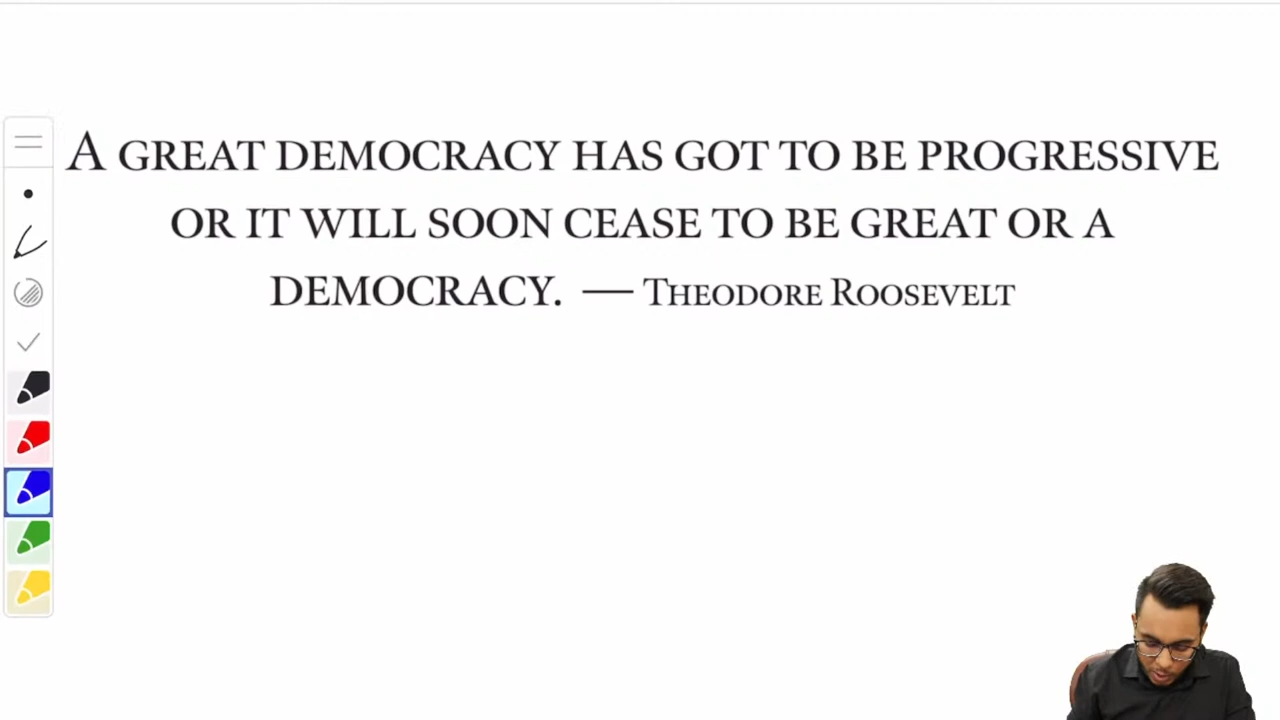 A GREAT DEMOCRACY HAS GOT TO BE PROGRESSIVE
OR IT WILL SOON CEASE TO BE GREAT OR A
DEMOCRACY. — THEODORE ROOSEVELT